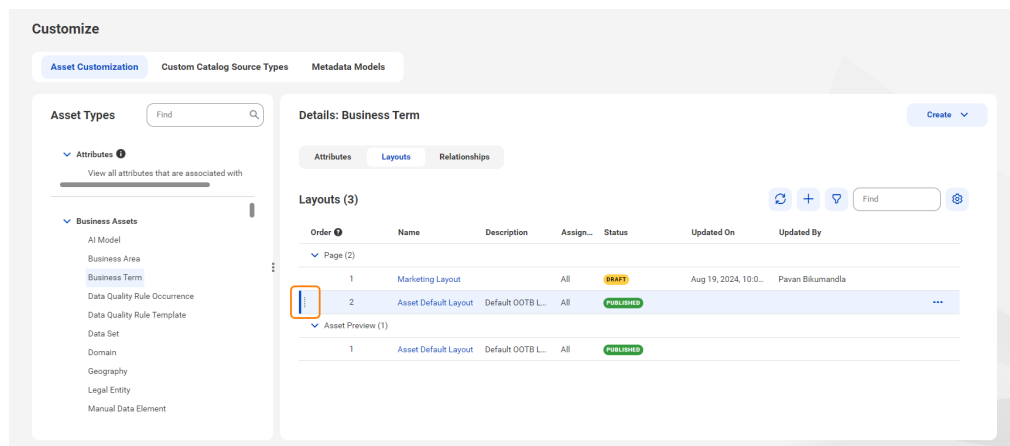 Customize
Asset Customization Custom Catalog Source Types Metadata Models
Asset Types Find
Attributes
View all attributes that are associated with
Business Assets
AI Model
Business Area
Business Term
Data Quality Rule Occurrence
Data Quality Rule Template
Data Set
Domain
Geography
Legal Entity
Manual Data Element
Details: Business Term Create
Attributes Layouts Relationships
Layouts (3) Find
Order Name Description Assign... Status Updated On Updated By
Page (2)
1 Marketing Layout All DRAFT Aug 19, 2024, 10:0... Pavan Bikumandla
2 Asset Default Layout Default OOTB L... All PUBLISHED
Asset Preview (1)
1 Asset Default Layout Default OOTB L... All PUBLISHED